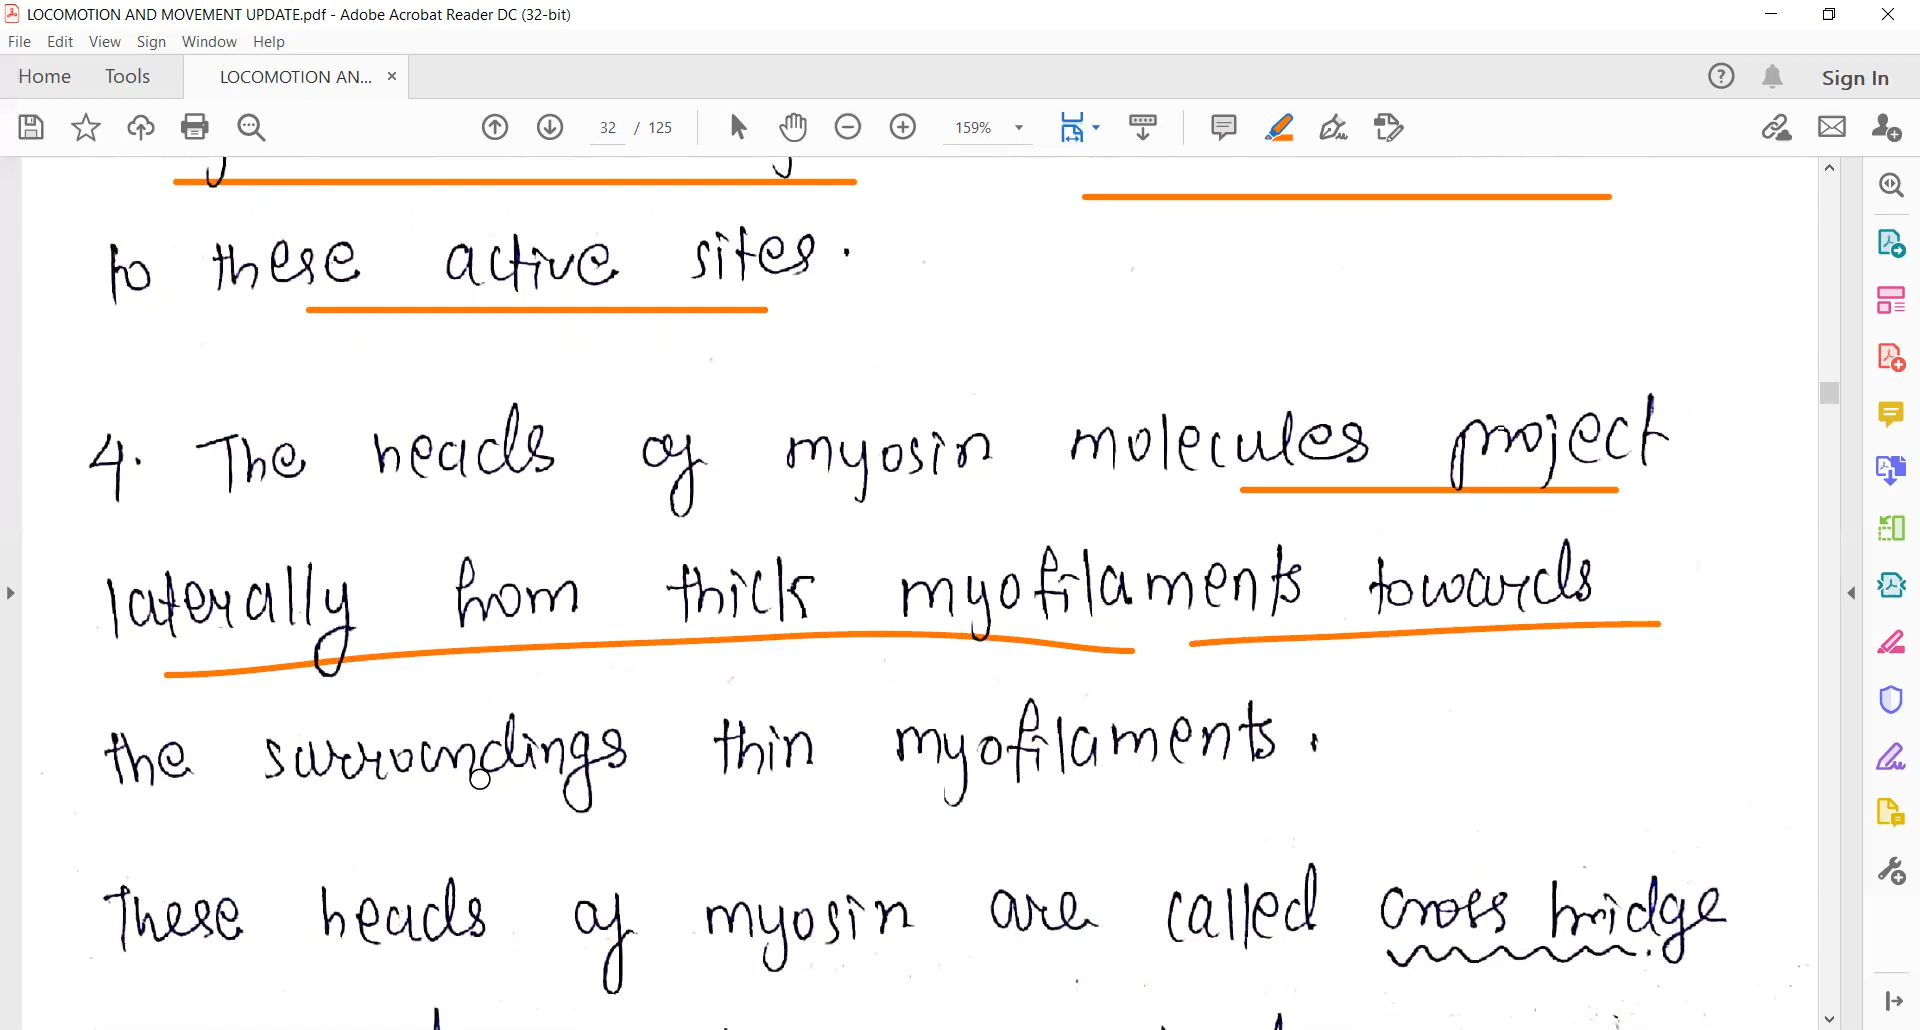 LOCOMOTION AND MOVEMENT UPDATE.pdf - Adobe Acrobat Reader DC (32-bit)
File Edit View Sign Window Help
Home Tools LOCOMOTION AN... × Sign In
32 / 125 159%
to these active sites.
4. The heads of myosin molecules project
laterally from thick myofilaments towards
the surroundings thin myofilaments.
These heads of myosin are called cross bridge